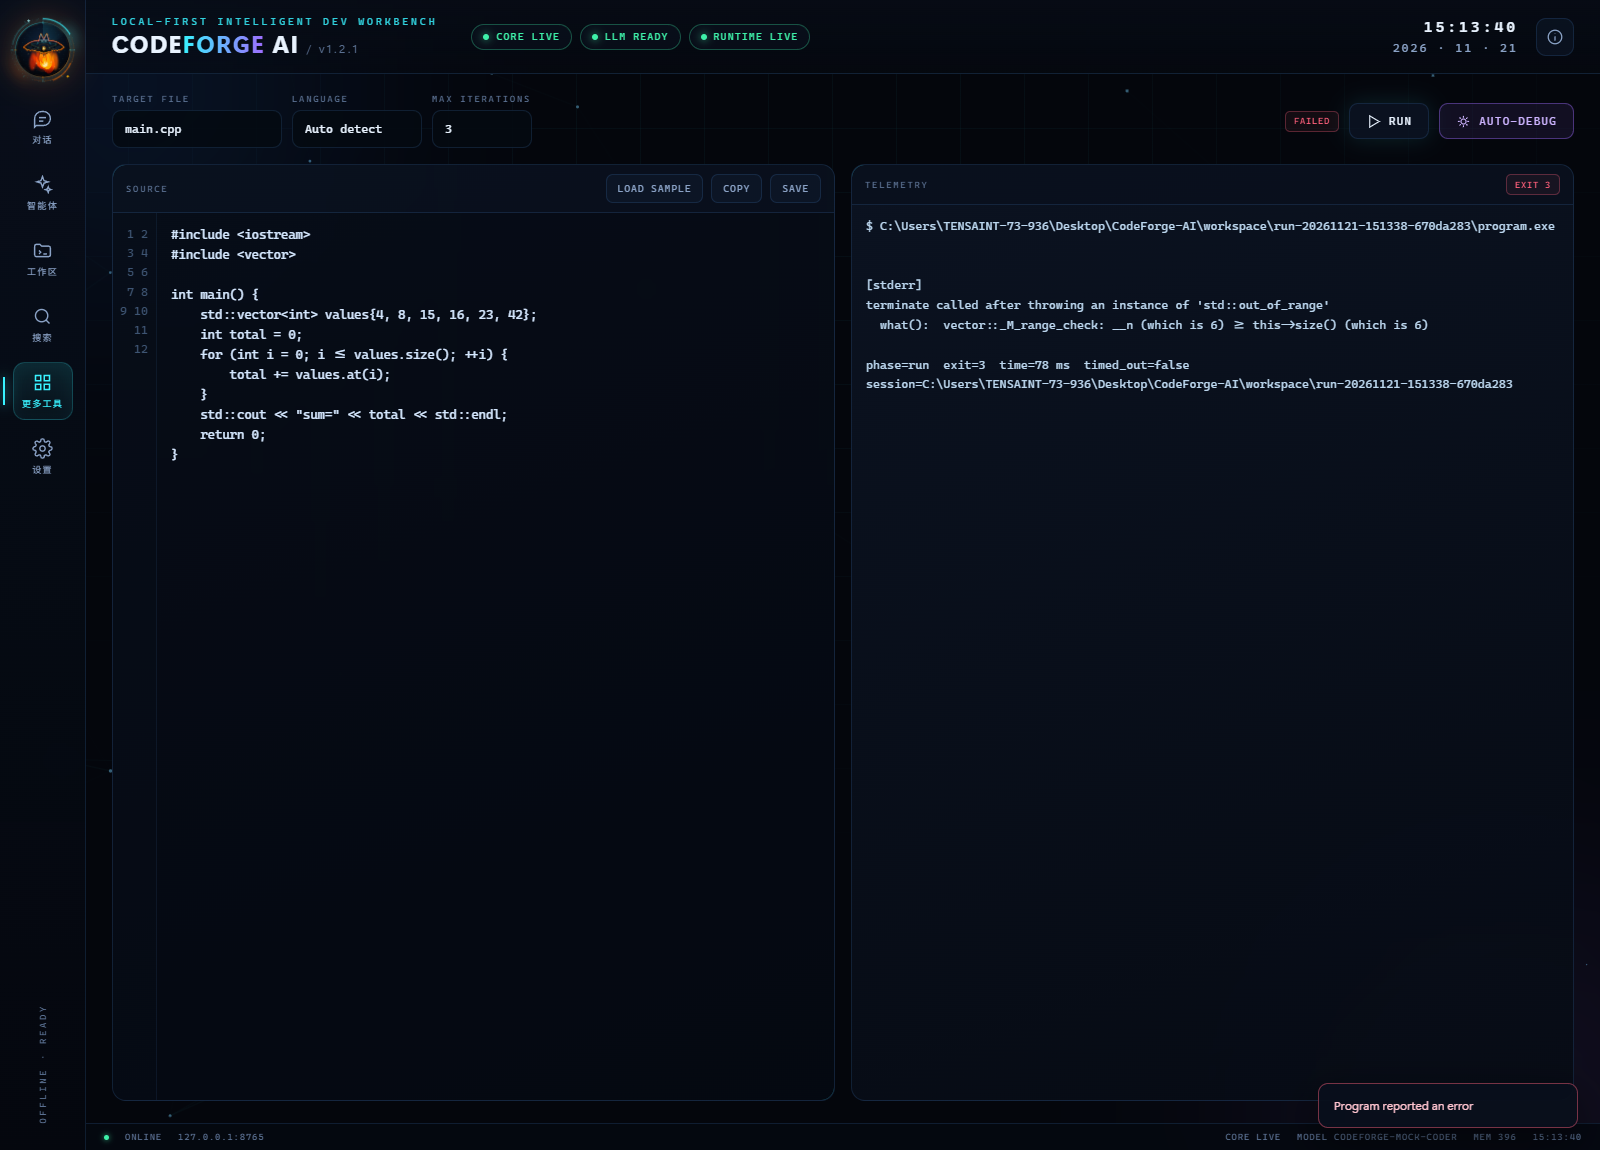 LOCAL-FIRST INTELLIGENT DEV WORKBENCH
CODEFORGE AI / v1.2.1
CORE LIVE
LLM READY
RUNTIME LIVE
15:13:40
2026 · 11 · 21
对话
智能体
工作区
搜索
更多工具
设置
OFFLINE · READY
TARGET FILE
main.cpp
LANGUAGE
Auto detect
MAX ITERATIONS
3
FAILED
RUN
AUTO-DEBUG
SOURCE
LOAD SAMPLE
COPY
SAVE
1 2
3 4
5 6
7 8
9 10
11
12
#include <iostream>
#include <vector>
int main() {
    std::vector<int> values{4, 8, 15, 16, 23, 42};
    int total = 0;
    for (int i = 0; i ≤ values.size(); ++i) {
        total += values.at(i);
    }
    std::cout << "sum=" << total << std::endl;
    return 0;
}
TELEMETRY
EXIT 3
$ C:\Users\TENSAINT-73-936\Desktop\CodeForge-AI\workspace\run-20261121-151338-670da283\program.exe
[stderr]
terminate called after throwing an instance of 'std::out_of_range'
  what():  vector::_M_range_check: __n (which is 6) ≥ this→size() (which is 6)
phase=run  exit=3  time=78 ms  timed_out=false
session=C:\Users\TENSAINT-73-936\Desktop\CodeForge-AI\workspace\run-20261121-151338-670da283
Program reported an error
ONLINE
127.0.0.1:8765
CORE LIVE
MODEL CODEFORGE-MOCK-CODER
MEM 396
15:13:40